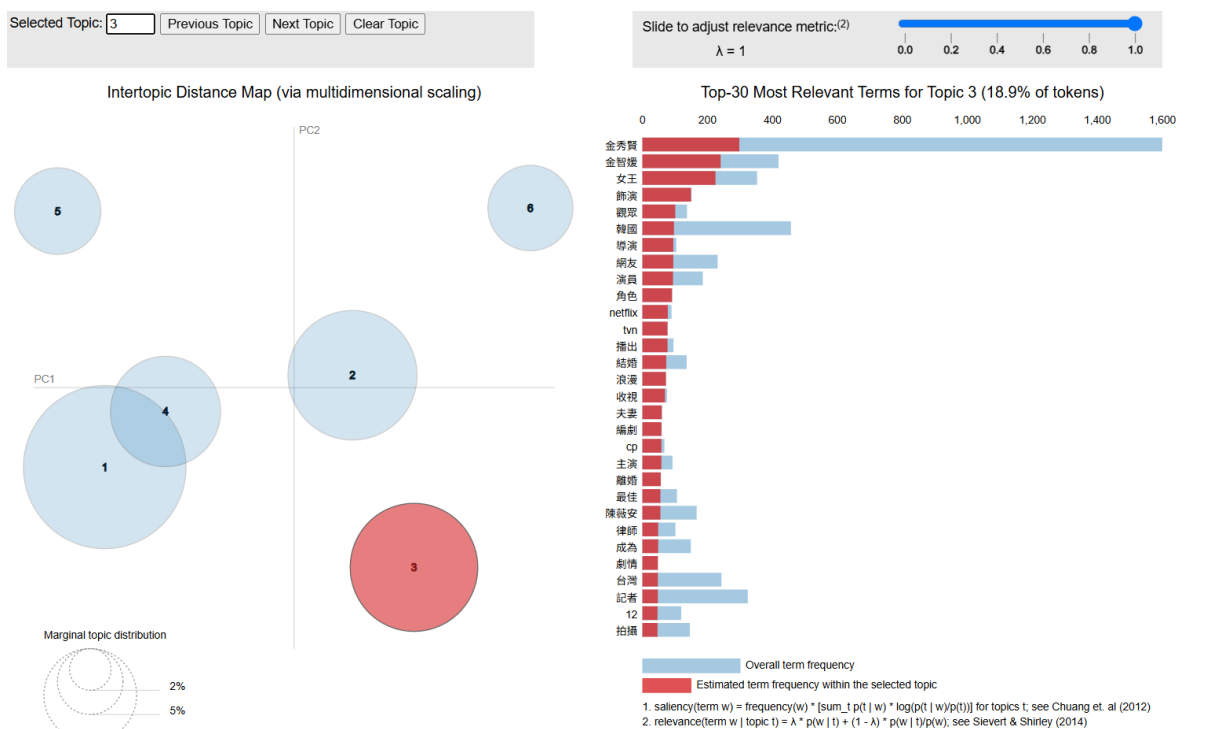 Selected Topic: 3 Previous Topic Next Topic Clear Topic
Slide to adjust relevance metric:(2)
λ = 1
0.0 0.2 0.4 0.6 0.8 1.0
Intertopic Distance Map (via multidimensional scaling)
PC2
PC1
5
6
2
4
1
3
Marginal topic distribution
2%
5%
Top-30 Most Relevant Terms for Topic 3 (18.9% of tokens)
0 200 400 600 800 1,000 1,200 1,400 1,600
金秀賢
金智媛
女王
飾演
觀眾
韓國
導演
網友
演員
角色
netflix
tvn
播出
結婚
浪漫
收視
夫妻
編劇
cp
主演
離婚
最佳
陳薇安
律師
成為
劇情
台灣
記者
12
拍攝
Overall term frequency
Estimated term frequency within the selected topic
1. saliency(term w) = frequency(w) * [sum_t p(t | w) * log(p(t | w)/p(t))] for topics t; see Chuang et. al (2012)
2. relevance(term w | topic t) = λ * p(w | t) + (1 - λ) * p(w | t)/p(w); see Sievert & Shirley (2014)